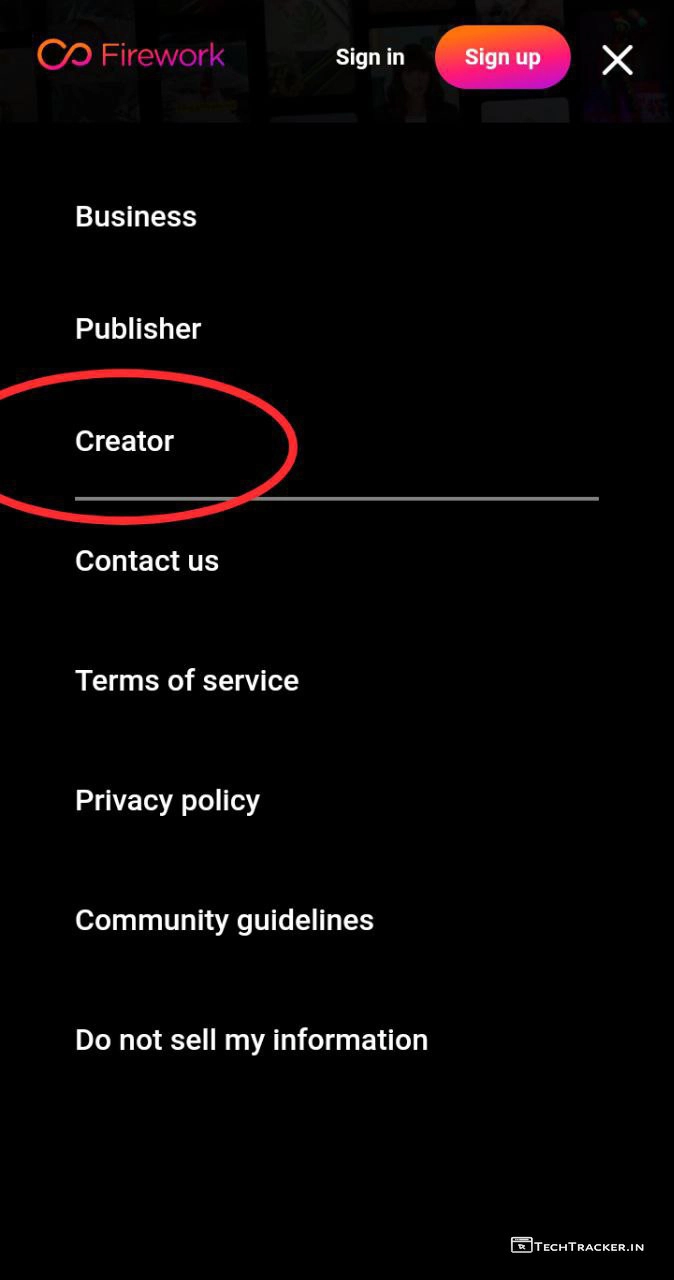 Firework
Sign in
Sign up
Business
Publisher
Creator
Contact us
Terms of service
Privacy policy
Community guidelines
Do not sell my information
TECHTRACKER.IN